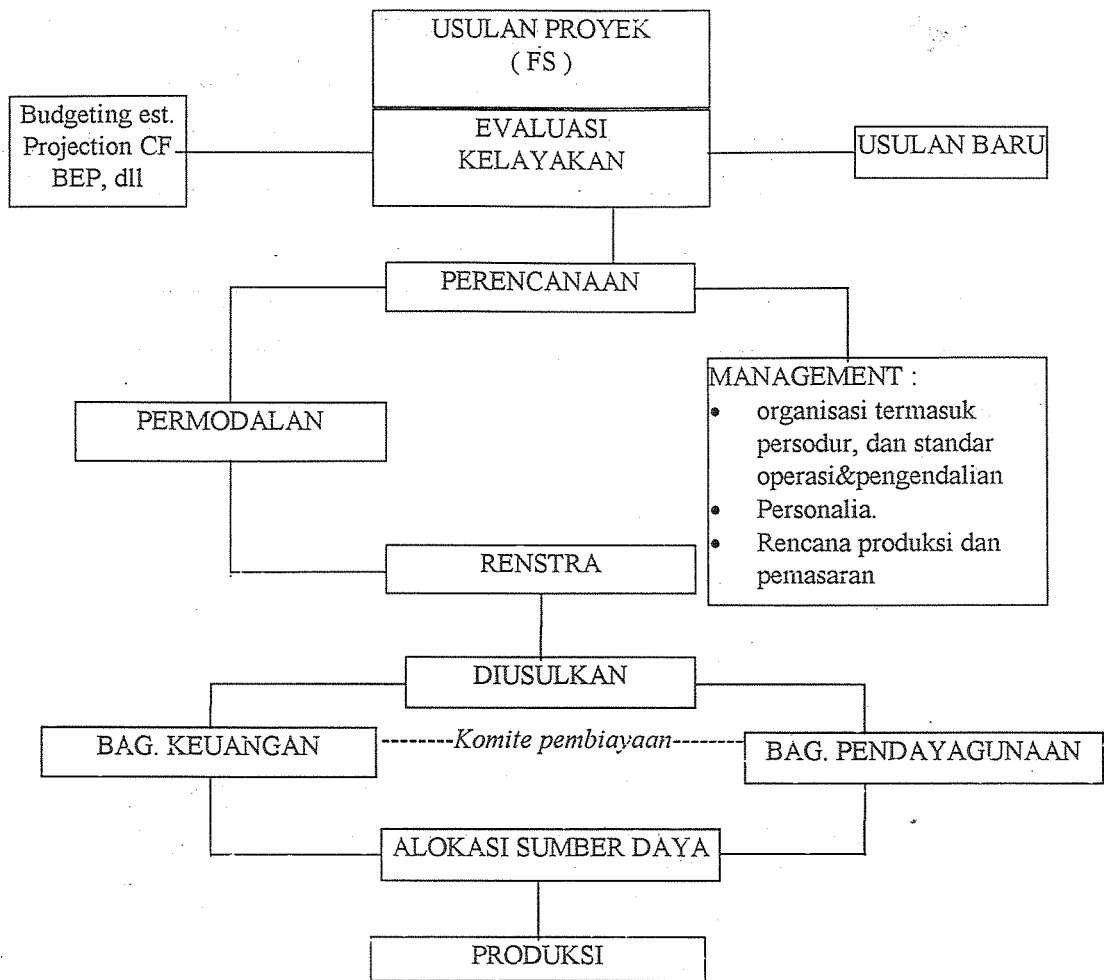 USULAN PROYEK
( FS )
Budgeting est.
Projection CF
BEP, dll
EVALUASI
KELAYAKAN
USULAN BARU
PERENCANAAN
PERMODALAN
MANAGEMENT :
• organisasi termasuk
persodur, dan standar
operasi&pengendalian
• Personalia.
• Rencana produksi dan
pemasaran
RENSTRA
DIUSULKAN
BAG. KEUANGAN
-------Komite pembiayaan-------
BAG. PENDAYAGUNAAN
ALOKASI SUMBER DAYA
PRODUKSI